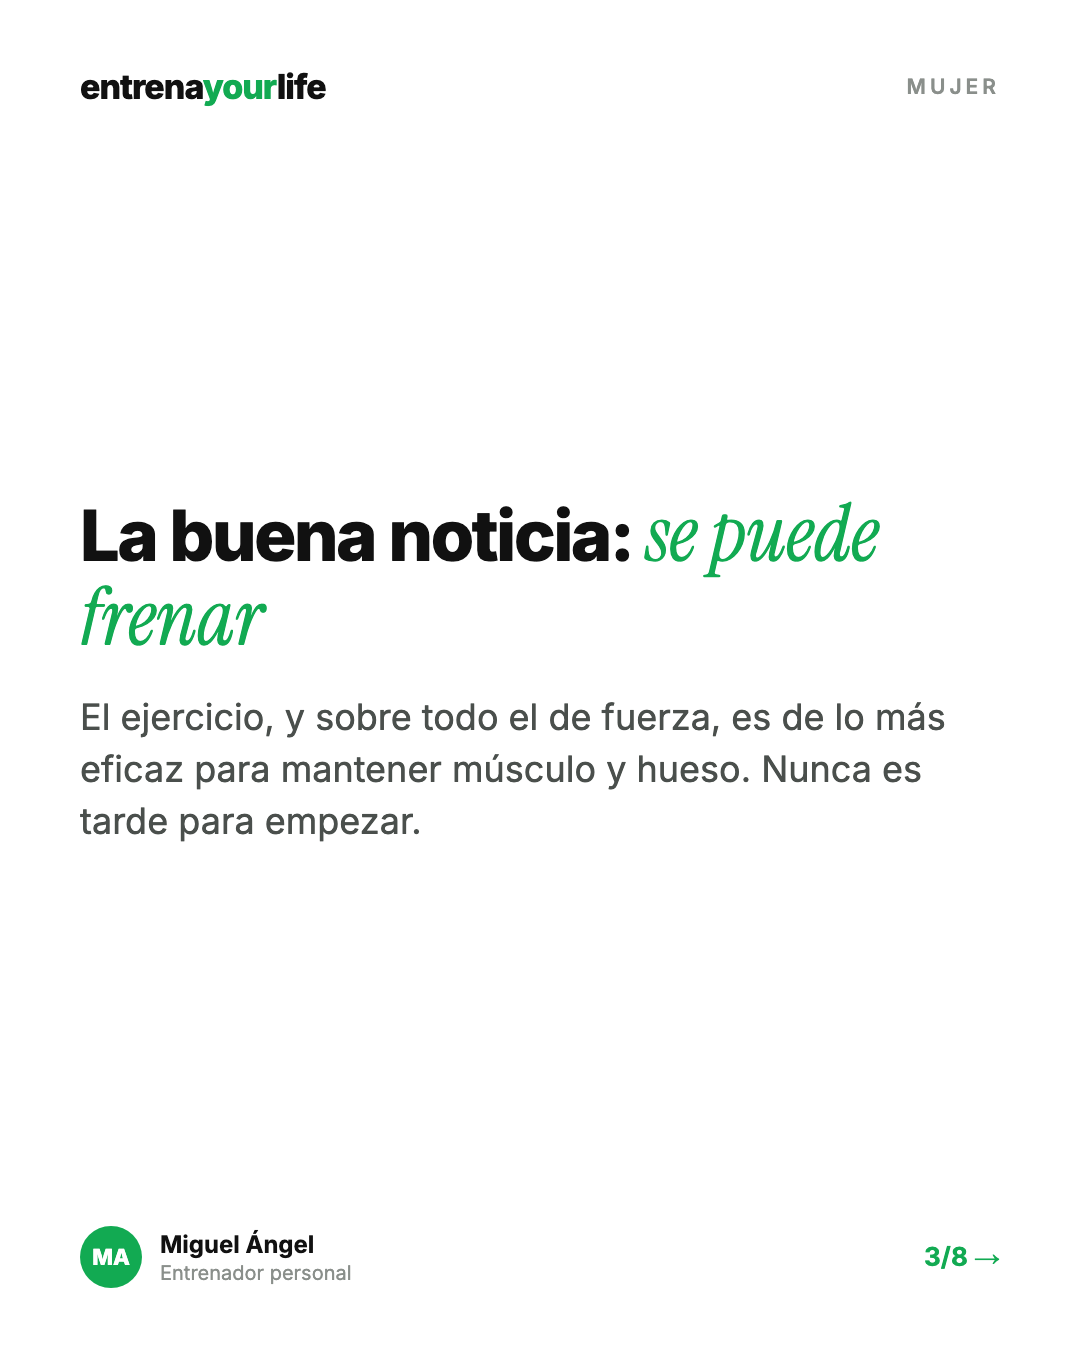 entrenayourlife
MUJER
La buena noticia: se puede
frenar
El ejercicio, y sobre todo el de fuerza, es de lo más
eficaz para mantener músculo y hueso. Nunca es
tarde para empezar.
MA
Miguel Ángel
Entrenador personal
3/8 →